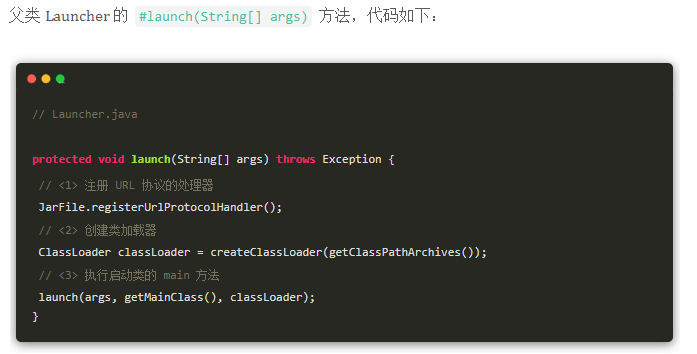 父类 Launcher 的 #launch(String[] args) 方法，代码如下：
// Launcher.java
protected void launch(String[] args) throws Exception {
// <1> 注册 URL 协议的处理器
JarFile.registerUrlProtocolHandler();
// <2> 创建类加载器
ClassLoader classLoader = createClassLoader(getClassPathArchives());
// <3> 执行启动类的 main 方法
launch(args, getMainClass(), classLoader);
}